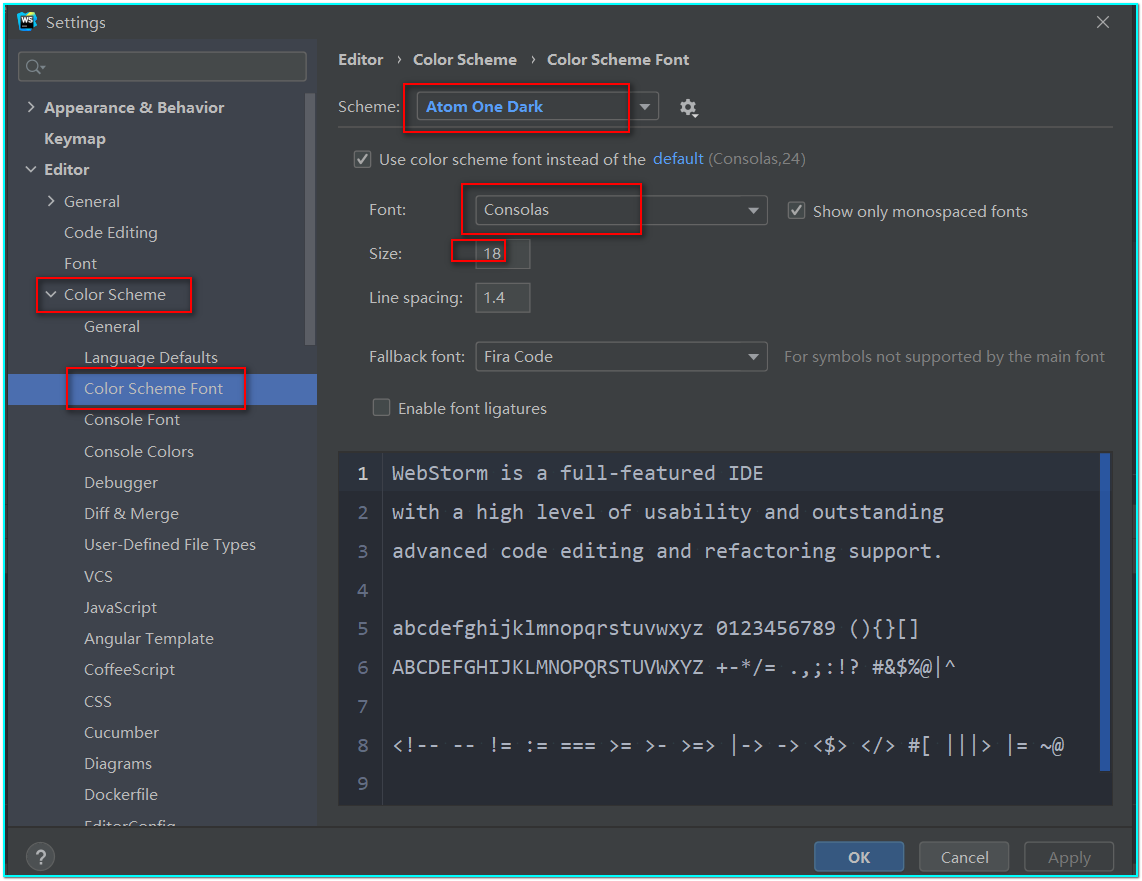 WS Settings
Appearance & Behavior
Keymap
Editor
General
Code Editing
Font
Color Scheme
General
Language Defaults
Color Scheme Font
Console Font
Console Colors
Debugger
Diff & Merge
User-Defined File Types
VCS
JavaScript
Angular Template
CoffeeScript
CSS
Cucumber
Diagrams
Dockerfile
EditorConfig
Editor › Color Scheme › Color Scheme Font
Scheme: Atom One Dark
Use color scheme font instead of the default (Consolas,24)
Font: Consolas Show only monospaced fonts
Size: 18
Line spacing: 1.4
Fallback font: Fira Code For symbols not supported by the main font
Enable font ligatures
1 WebStorm is a full-featured IDE
2 with a high level of usability and outstanding
3 advanced code editing and refactoring support.
4
5 abcdefghijklmnopqrstuvwxyz 0123456789 (){}[]
6 ABCDEFGHIJKLMNOPQRSTUVWXYZ +-*/= .,;:!? #&$%@|^
7
8 <!-- -- != := === >= >- >=> |-> -> <$> </> #[ |||> |= ~@
9
? OK Cancel Apply